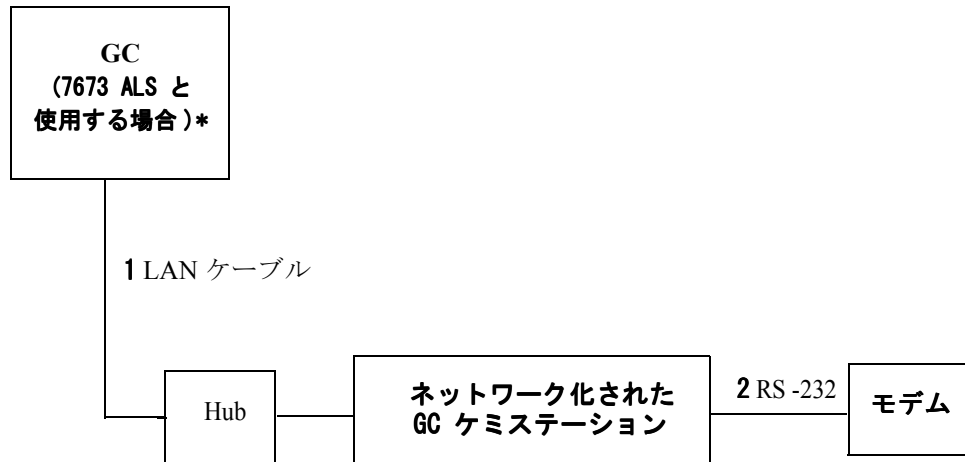 GC
(7673 ALS と
使用する場合)*
1 LAN ケーブル
Hub
ネットワーク化された
GC ケミステーション
2 RS -232
モデム